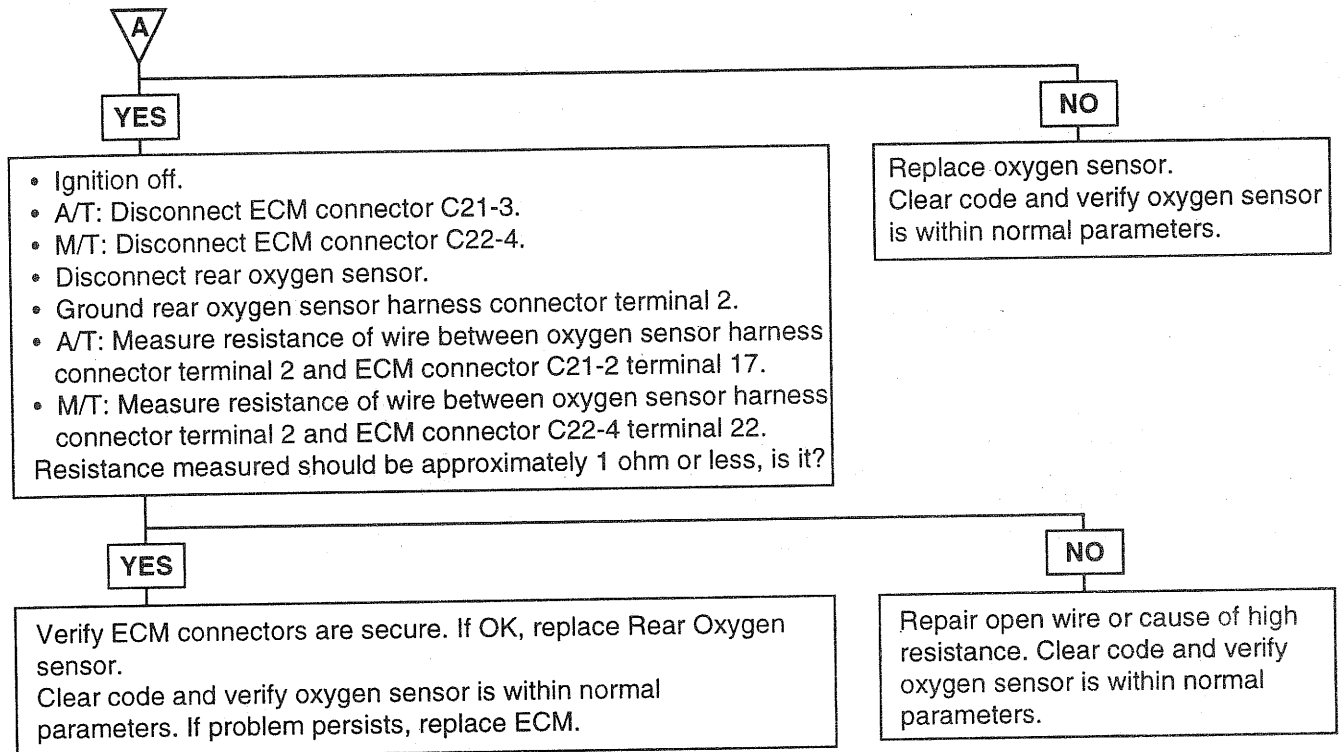 A
YES
NO
• Ignition off.
• A/T: Disconnect ECM connector C21-3.
• M/T: Disconnect ECM connector C22-4.
• Disconnect rear oxygen sensor.
• Ground rear oxygen sensor harness connector terminal 2.
• A/T: Measure resistance of wire between oxygen sensor harness
connector terminal 2 and ECM connector C21-2 terminal 17.
• M/T: Measure resistance of wire between oxygen sensor harness
connector terminal 2 and ECM connector C22-4 terminal 22.
Resistance measured should be approximately 1 ohm or less, is it?
Replace oxygen sensor.
Clear code and verify oxygen sensor
is within normal parameters.
YES
NO
Verify ECM connectors are secure. If OK, replace Rear Oxygen
sensor.
Clear code and verify oxygen sensor is within normal
parameters. If problem persists, replace ECM.
Repair open wire or cause of high
resistance. Clear code and verify
oxygen sensor is within normal
parameters.